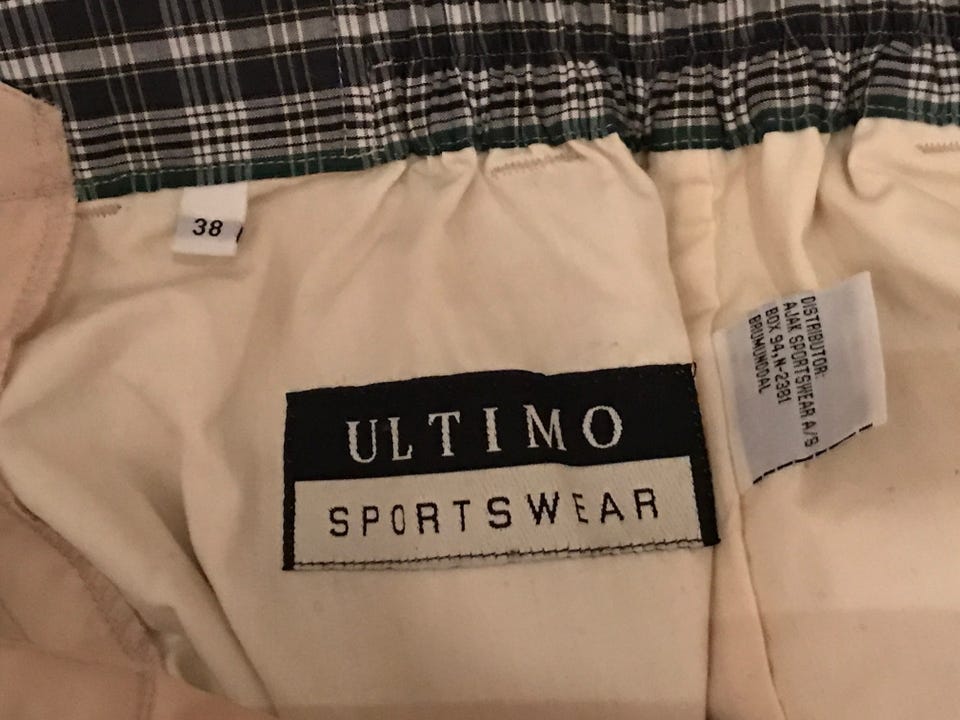 38
ULTIMO
SPORTSWEAR
DISTRIBUTOR:
AJAK SPORTSWEAR A/S
BOX 94, N-2381
BRUMUNDDAL